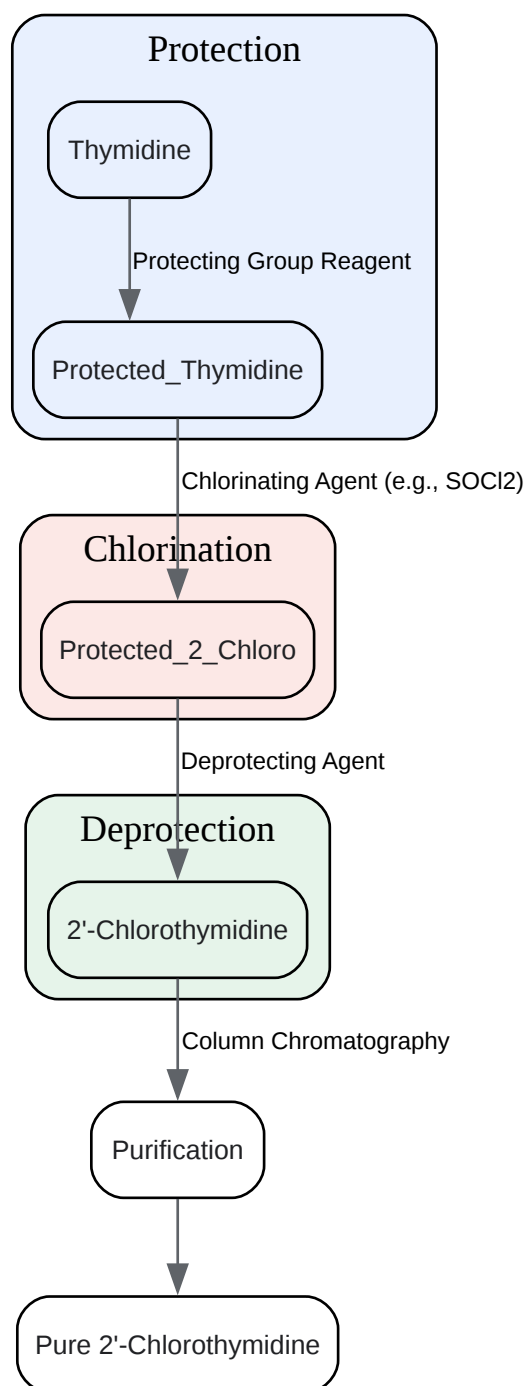 Protection
Thymidine
Protecting Group Reagent
Protected_Thymidine
Chlorinating Agent (e.g., SOCl2)
Chlorination
Protected_2_Chloro
Deprotecting Agent
Deprotection
2'-Chlorothymidine
Column Chromatography
Purification
Pure 2'-Chlorothymidine